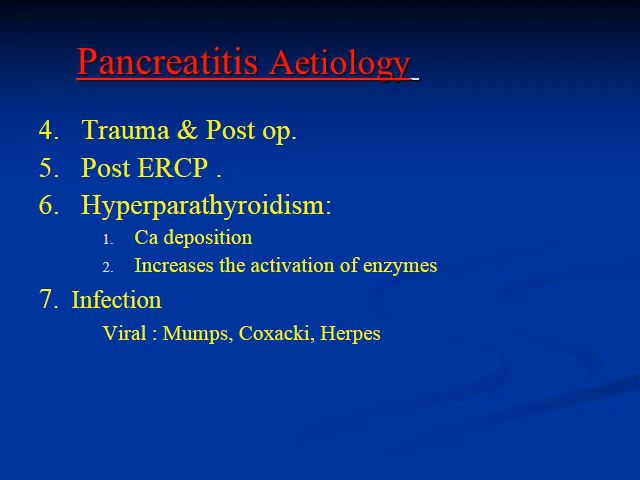 Pancreatitis Aetiology
4. Trauma & Post op.
5. Post ERCP .
6. Hyperparathyroidism:
1. Ca deposition
2. Increases the activation of enzymes
7. Infection
Viral : Mumps, Coxacki, Herpes